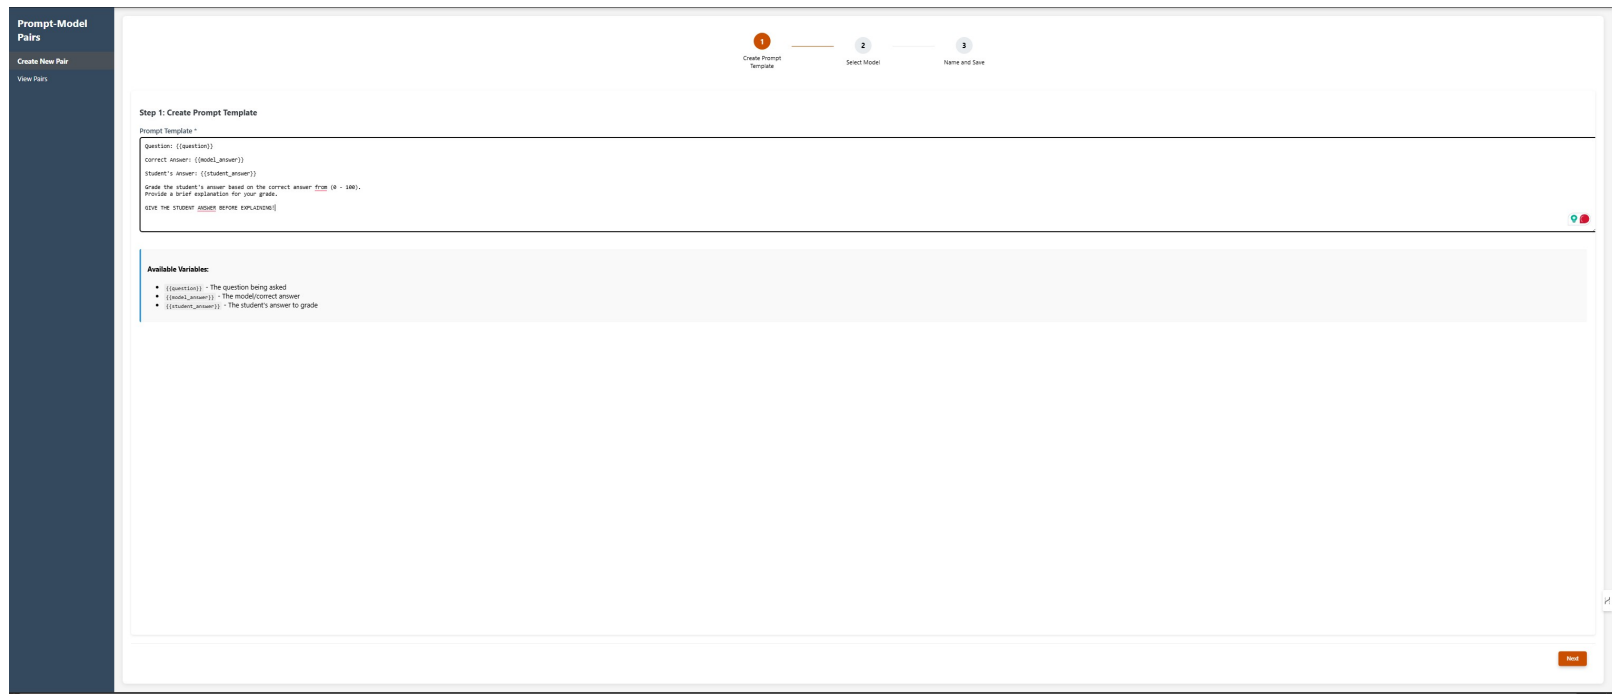 Prompt-Model
Pairs
Create New Pair
View Pairs
1
2
3
Create Prompt
Template
Select Model
Name and Save
Step 1: Create Prompt Template
Prompt Template *
Question: {{question}}
Correct Answer: {{model_answer}}
Student's Answer: {{student_answer}}
Grade the student's answer based on the correct answer from (0 - 100).
Provide a brief explanation for your grade.
GIVE THE STUDENT ANSWER BEFORE EXPLAINING!
Available Variables:
• {{question}} - The question being asked
• {{model_answer}} - The model/correct answer
• {{student_answer}} - The student's answer to grade
Next